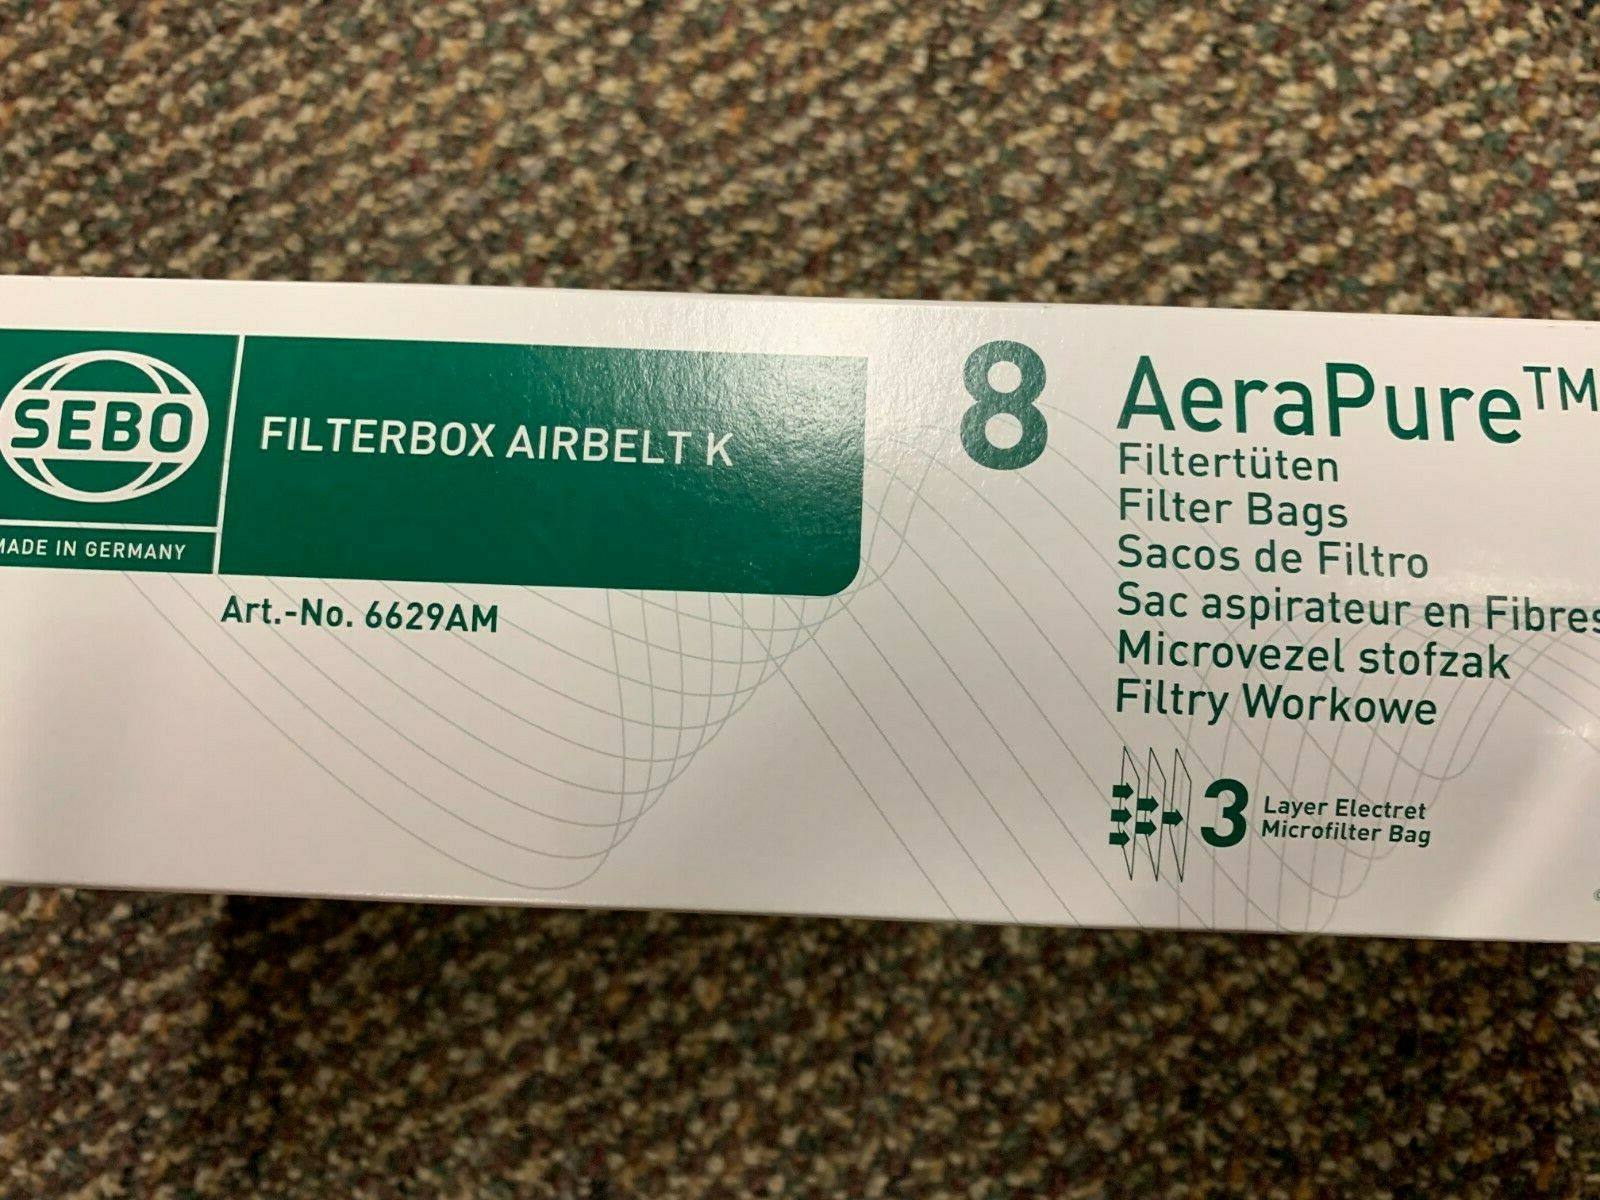 SEBO
MADE IN GERMANY
FILTERBOX AIRBELT K
Art.-No. 6629AM
8 AeraPure™
Filtertüten
Filter Bags
Sacos de Filtro
Sac aspirateur en Fibres
Microvezel stofzak
Filtry Workowe
3 Layer Electret
Microfilter Bag